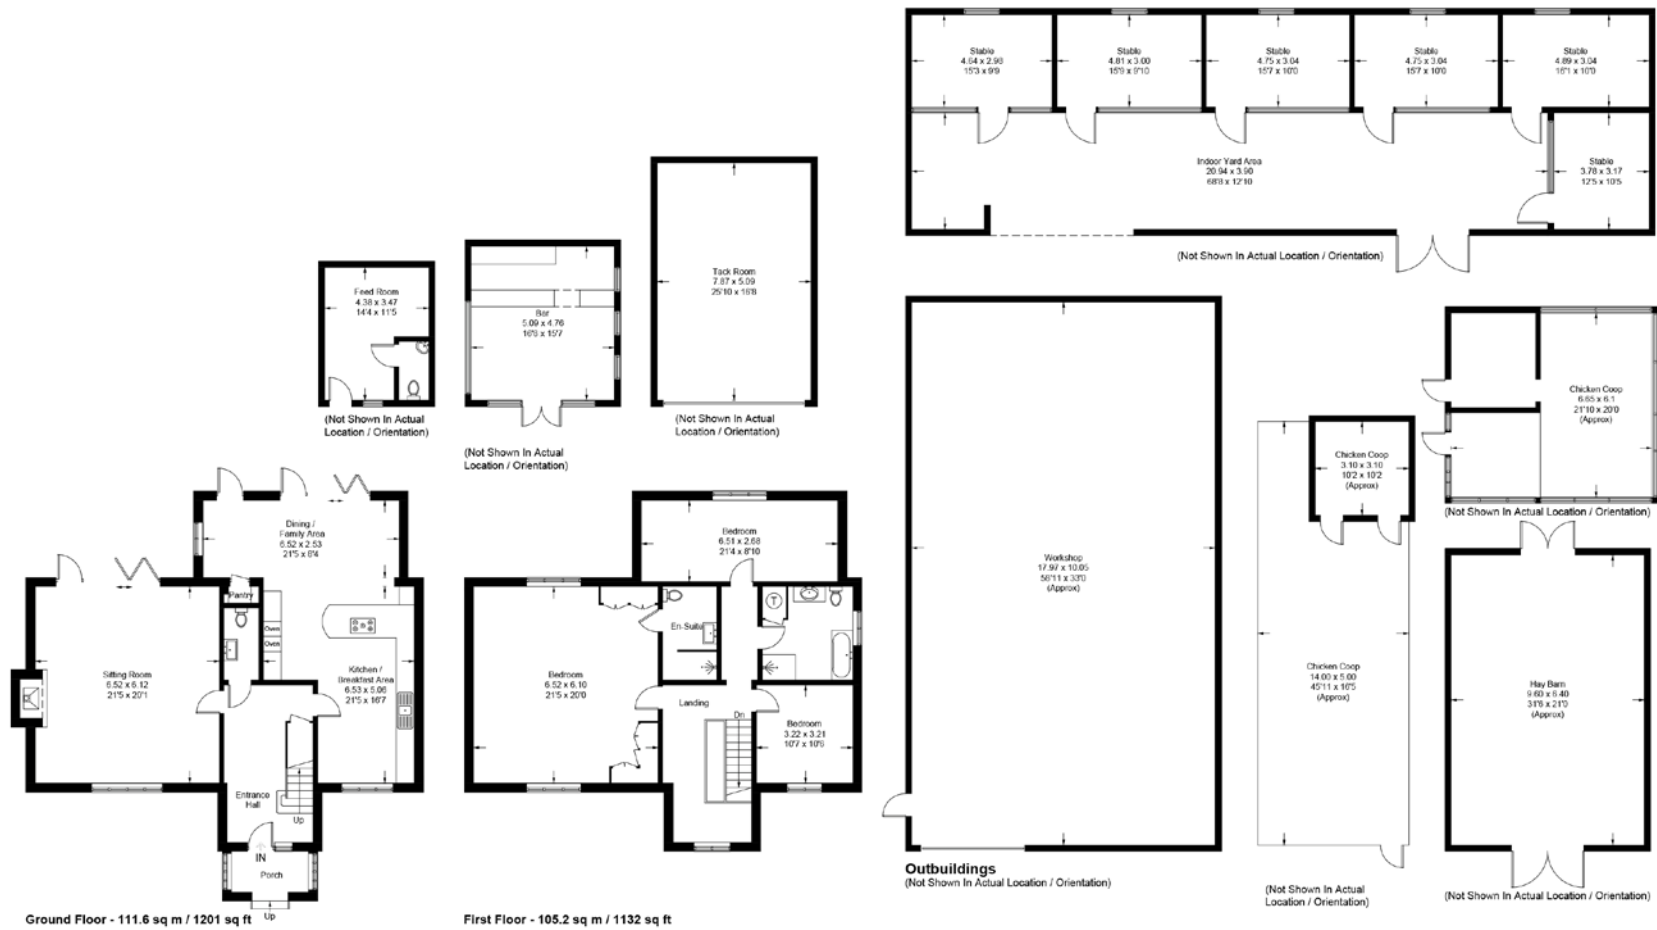 Stable
4.64 x 2.98
15'3 x 9'9
Stable
4.81 x 3.00
15'9 x 9'10
Stable
4.75 x 3.04
15'7 x 10'0
Stable
4.75 x 3.04
15'7 x 10'0
Stable
4.89 x 3.04
16'1 x 10'0
Indoor Yard Area
20.94 x 3.90
68'8 x 12'10
Stable
3.78 x 3.17
12'5 x 10'5
(Not Shown In Actual Location / Orientation)
Feed Room
4.38 x 3.47
14'4 x 11'5
(Not Shown In Actual
Location / Orientation)
Bar
5.09 x 4.76
16'8 x 15'7
(Not Shown In Actual
Location / Orientation)
Tack Room
7.87 x 5.09
25'10 x 16'8
(Not Shown In Actual
Location / Orientation)
Dining /
Family Area
6.52 x 2.53
21'5 x 8'4
Pantry
Oven
Oven
Sitting Room
6.52 x 6.12
21'5 x 20'1
Kitchen /
Breakfast Area
6.53 x 5.06
21'5 x 16'7
Entrance
Hall
Up
IN
Porch
Up
Ground Floor - 111.6 sq m / 1201 sq ft
Bedroom
6.51 x 2.68
21'4 x 8'10
En-Suite
T
Bedroom
6.52 x 6.10
21'5 x 20'0
Landing
Dn
Bedroom
3.22 x 3.21
10'7 x 10'6
First Floor - 105.2 sq m / 1132 sq ft
Workshop
17.97 x 10.05
58'11 x 33'0
(Approx)
Outbuildings
(Not Shown In Actual Location / Orientation)
Chicken Coop
3.10 x 3.10
10'2 x 10'2
(Approx)
Chicken Coop
14.00 x 5.00
45'11 x 16'5
(Approx)
(Not Shown In Actual
Location / Orientation)
Chicken Coop
6.65 x 6.1
21'10 x 20'0
(Approx)
(Not Shown In Actual Location / Orientation)
Hay Barn
9.60 x 6.40
31'6 x 21'0
(Approx)
(Not Shown In Actual Location / Orientation)